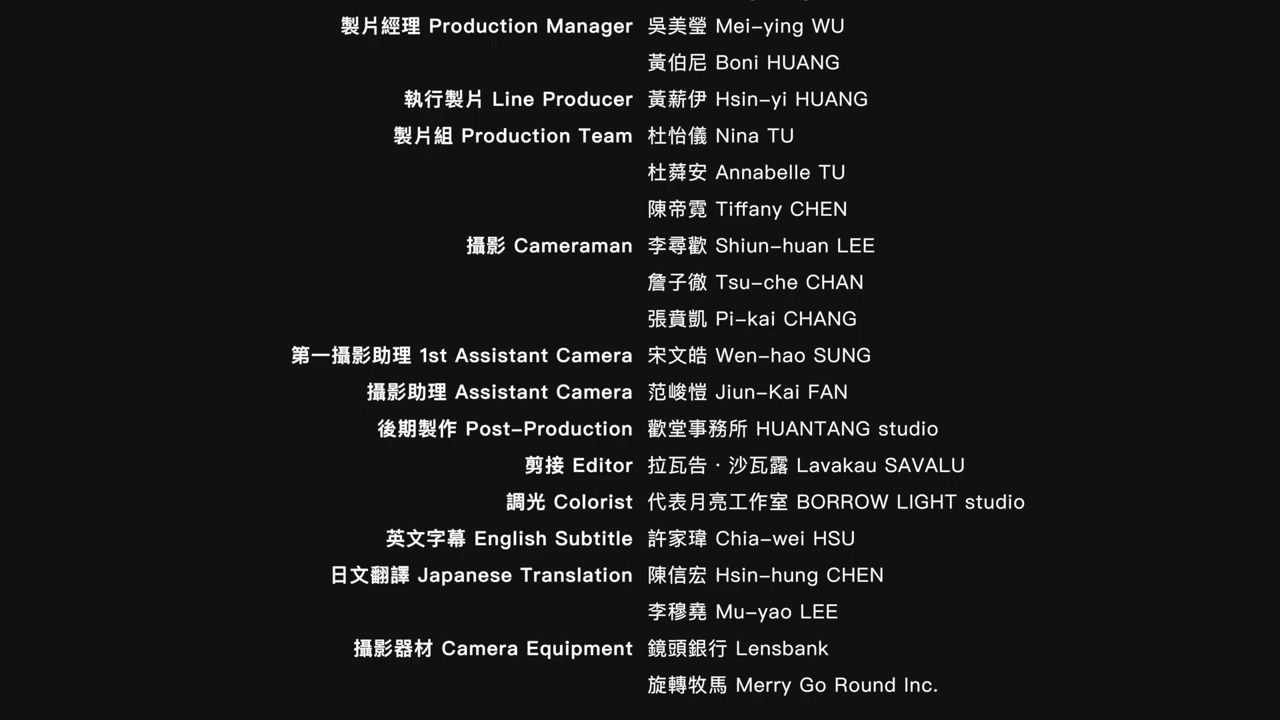 製片經理 Production Manager 吳美瑩 Mei-ying WU
黃伯尼 Boni HUANG
執行製片 Line Producer 黃薪伊 Hsin-yi HUANG
製片組 Production Team 杜怡儀 Nina TU
杜蕣安 Annabelle TU
陳帝霓 Tiffany CHEN
攝影 Cameraman 李尋歡 Shiun-huan LEE
詹子徹 Tsu-che CHAN
張賁凱 Pi-kai CHANG
第一攝影助理 1st Assistant Camera 宋文皓 Wen-hao SUNG
攝影助理 Assistant Camera 范峻愷 Jiun-Kai FAN
後期製作 Post-Production 歡堂事務所 HUANTANG studio
剪接 Editor 拉瓦告・沙瓦露 Lavakau SAVALU
調光 Colorist 代表月亮工作室 BORROW LIGHT studio
英文字幕 English Subtitle 許家瑋 Chia-wei HSU
日文翻譯 Japanese Translation 陳信宏 Hsin-hung CHEN
李穆堯 Mu-yao LEE
攝影器材 Camera Equipment 鏡頭銀行 Lensbank
旋轉牧馬 Merry Go Round Inc.